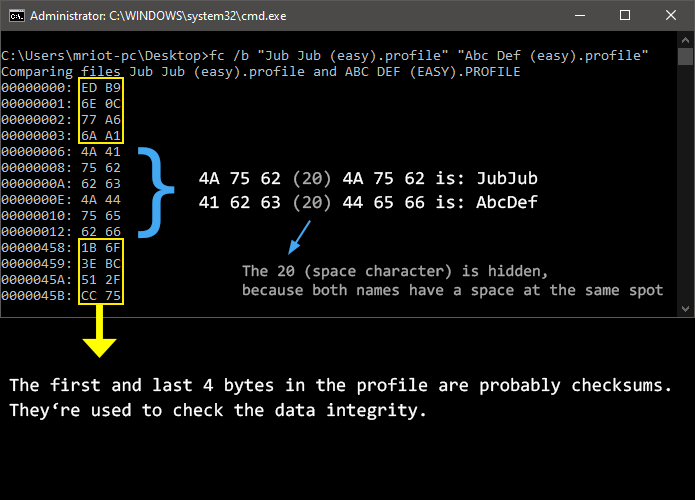 Administrator: C:\WINDOWS\system32\cmd.exe
C:\Users\mriot-pc\Desktop>fc /b "Jub Jub (easy).profile" "Abc Def (easy).profile"
Comparing files Jub Jub (easy).profile and ABC DEF (EASY).PROFILE
00000000: ED B9
00000001: 6E 0C
00000002: 77 A6
00000003: 6A A1
00000006: 4A 41
00000008: 75 62
0000000A: 62 63
0000000E: 4A 44
00000010: 75 65
00000012: 62 66
00000458: 1B 6F
00000459: 3E BC
0000045A: 51 2F
0000045B: CC 75
4A 75 62 (20) 4A 75 62 is: JubJub
41 62 63 (20) 44 65 66 is: AbcDef
The 20 (space character) is hidden,
because both names have a space at the same spot
The first and last 4 bytes in the profile are probably checksums.
They‘re used to check the data integrity.